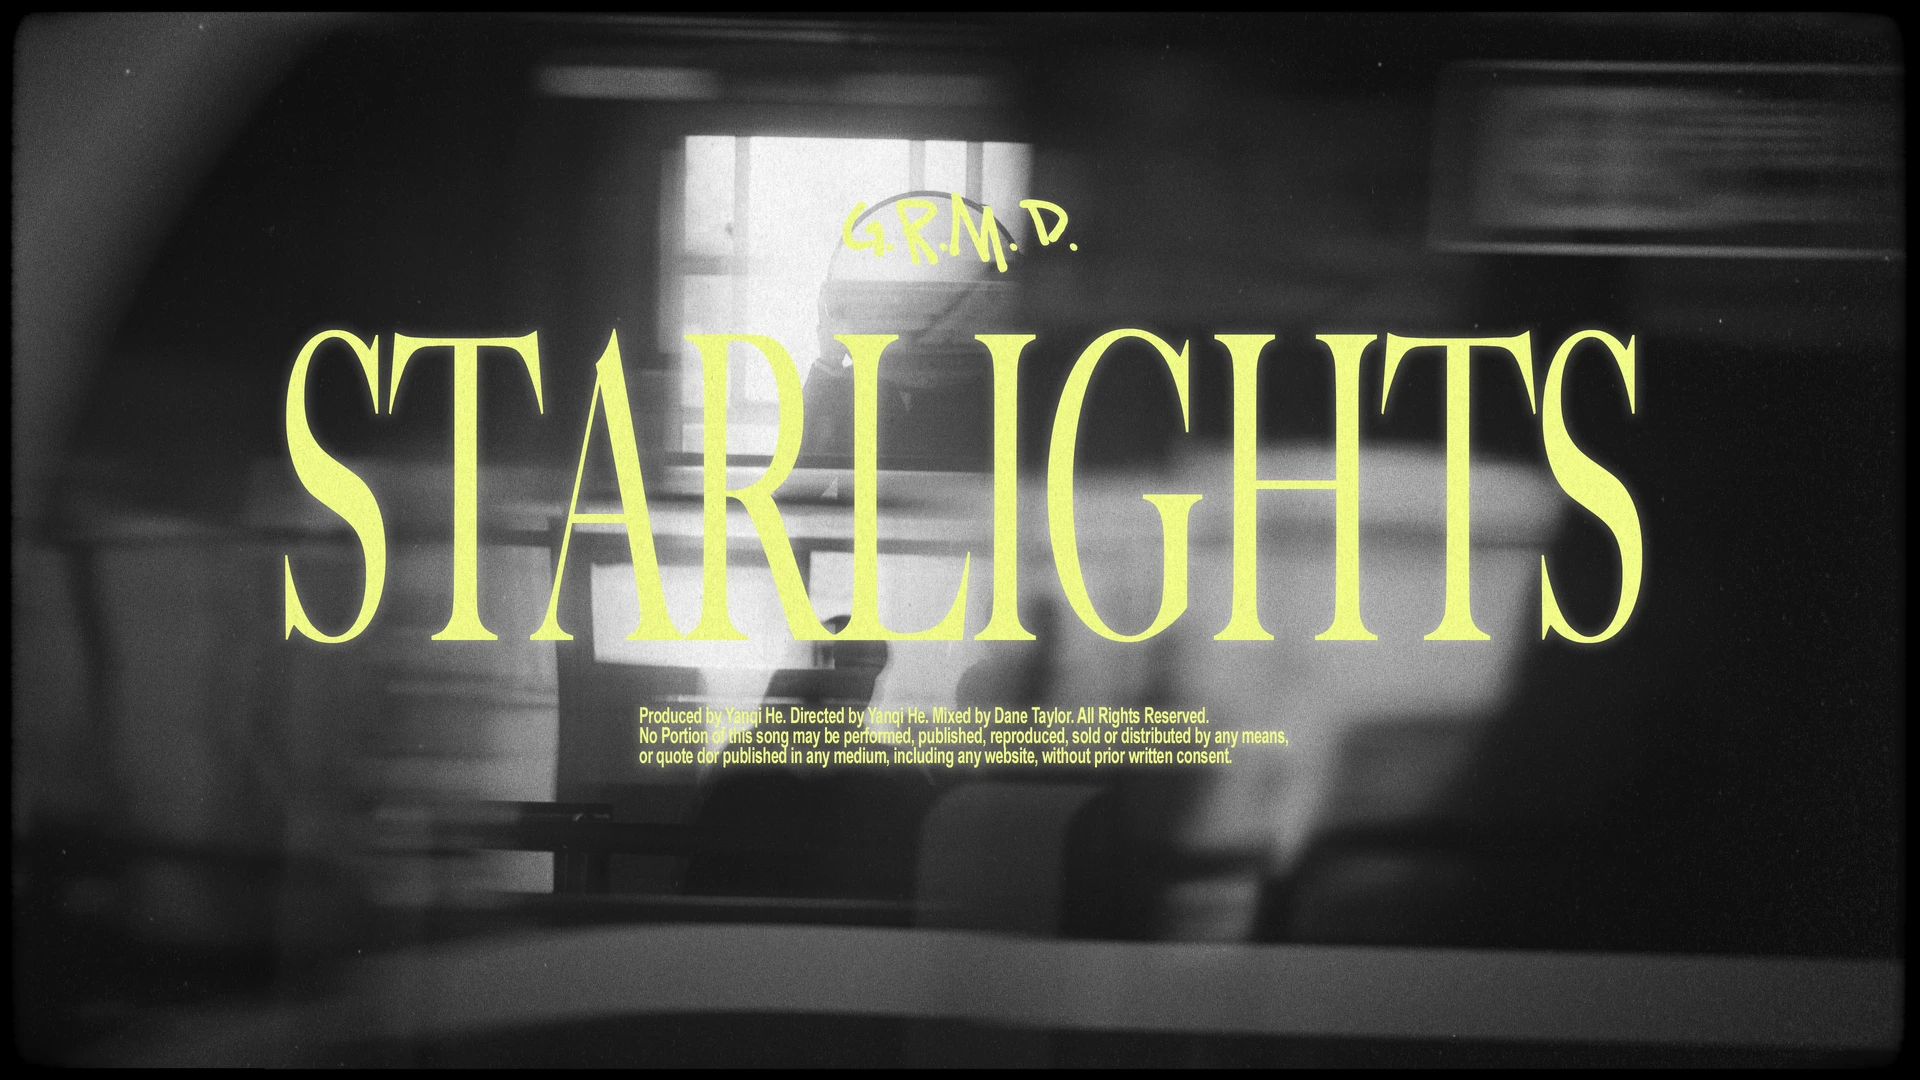 G.R.M.D.
STARLIGHTS
Produced by Yanqi He. Directed by Yanqi He. Mixed by Dane Taylor. All Rights Reserved.
No Portion of this song may be performed, published, reproduced, sold or distributed by any means,
or quote dor published in any medium, including any website, without prior written consent.